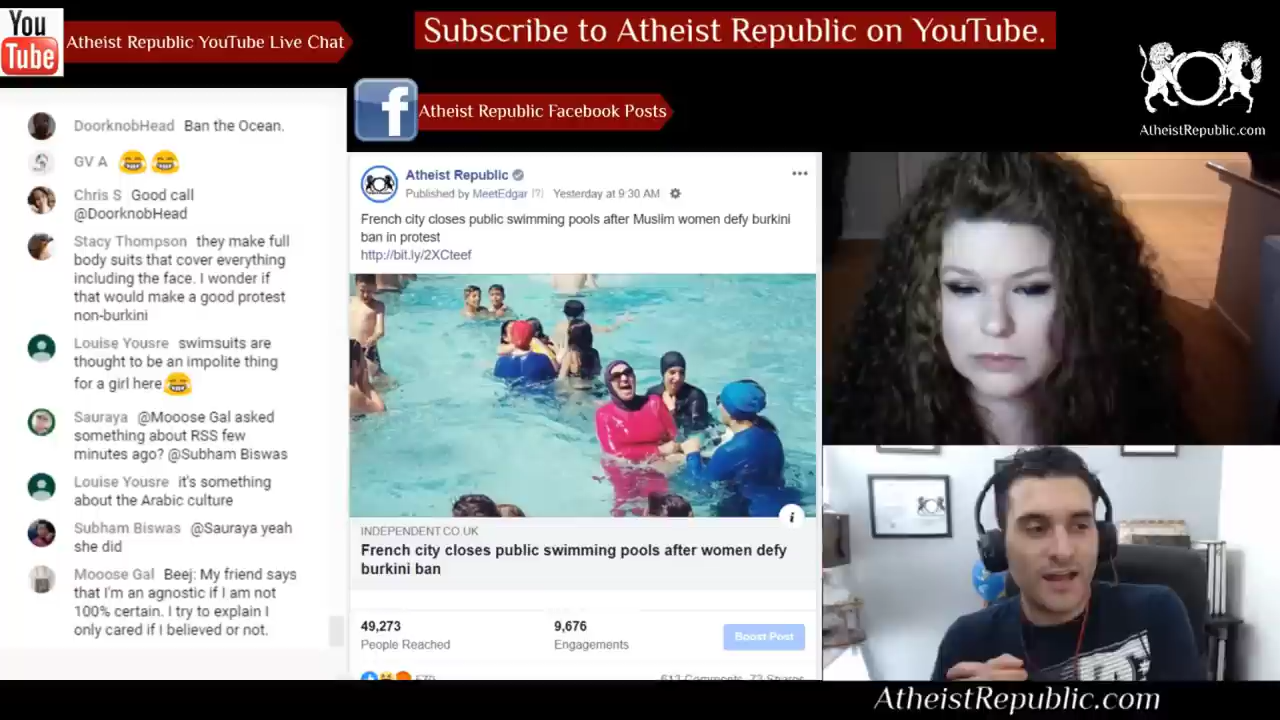 You
Tube
Atheist Republic YouTube Live Chat
Subscribe to Atheist Republic on YouTube.
AtheistRepublic.com
f
Atheist Republic Facebook Posts
DoorknobHead Ban the Ocean.
GV A 😂 😂
Chris S Good call
@DoorknobHead
Stacy Thompson they make full
body suits that cover everything
including the face. I wonder if
that would make a good protest
non-burkini
Louise Yousre swimsuits are
thought to be an impolite thing
for a girl here 😂
Sauraya @Mooose Gal asked
something about RSS few
minutes ago? @Subham Biswas
Louise Yousre it's something
about the Arabic culture
Subham Biswas @Sauraya yeah
she did
Mooose Gal Beej: My friend says
that I'm an agnostic if I am not
100% certain. I try to explain I
only cared if I believed or not.
Atheist Republic
Published by MeetEdgar [?] Yesterday at 9:30 AM
French city closes public swimming pools after Muslim women defy burkini
ban in protest
http://bit.ly/2XCteef
i
INDEPENDENT.CO.UK
French city closes public swimming pools after women defy
burkini ban
49,273
People Reached
9,676
Engagements
Boost Post
AtheistRepublic.com